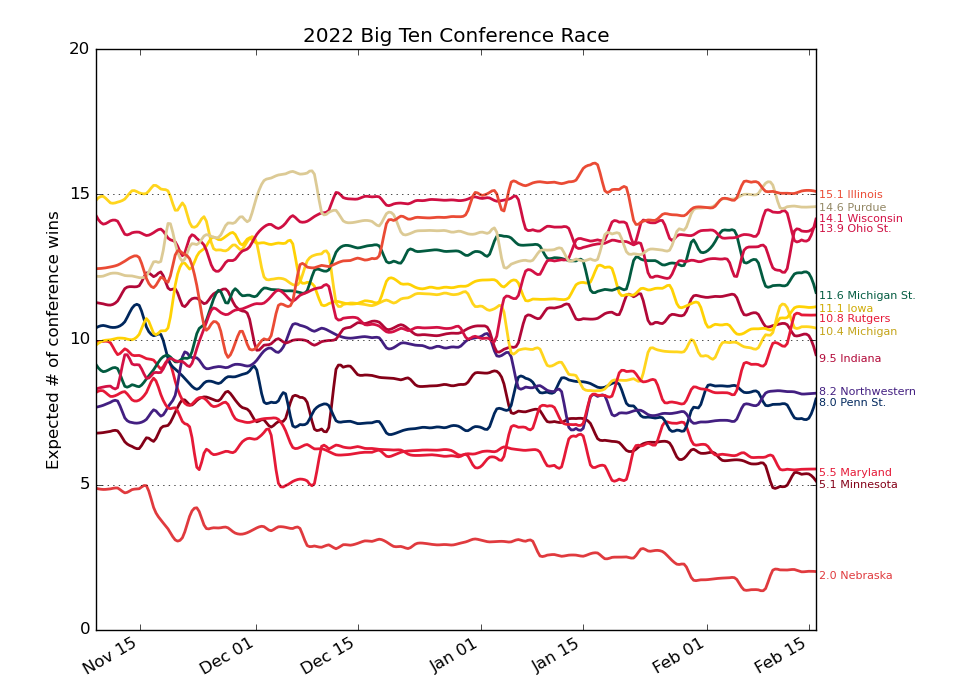 2022 Big Ten Conference Race
Expected # of conference wins
20
15
10
5
0
Nov 15
Dec 01
Dec 15
Jan 01
Jan 15
Feb 01
Feb 15
15.1 Illinois
14.6 Purdue
14.1 Wisconsin
13.9 Ohio St.
11.6 Michigan St.
11.1 Iowa
10.8 Rutgers
10.4 Michigan
9.5 Indiana
8.2 Northwestern
8.0 Penn St.
5.5 Maryland
5.1 Minnesota
2.0 Nebraska